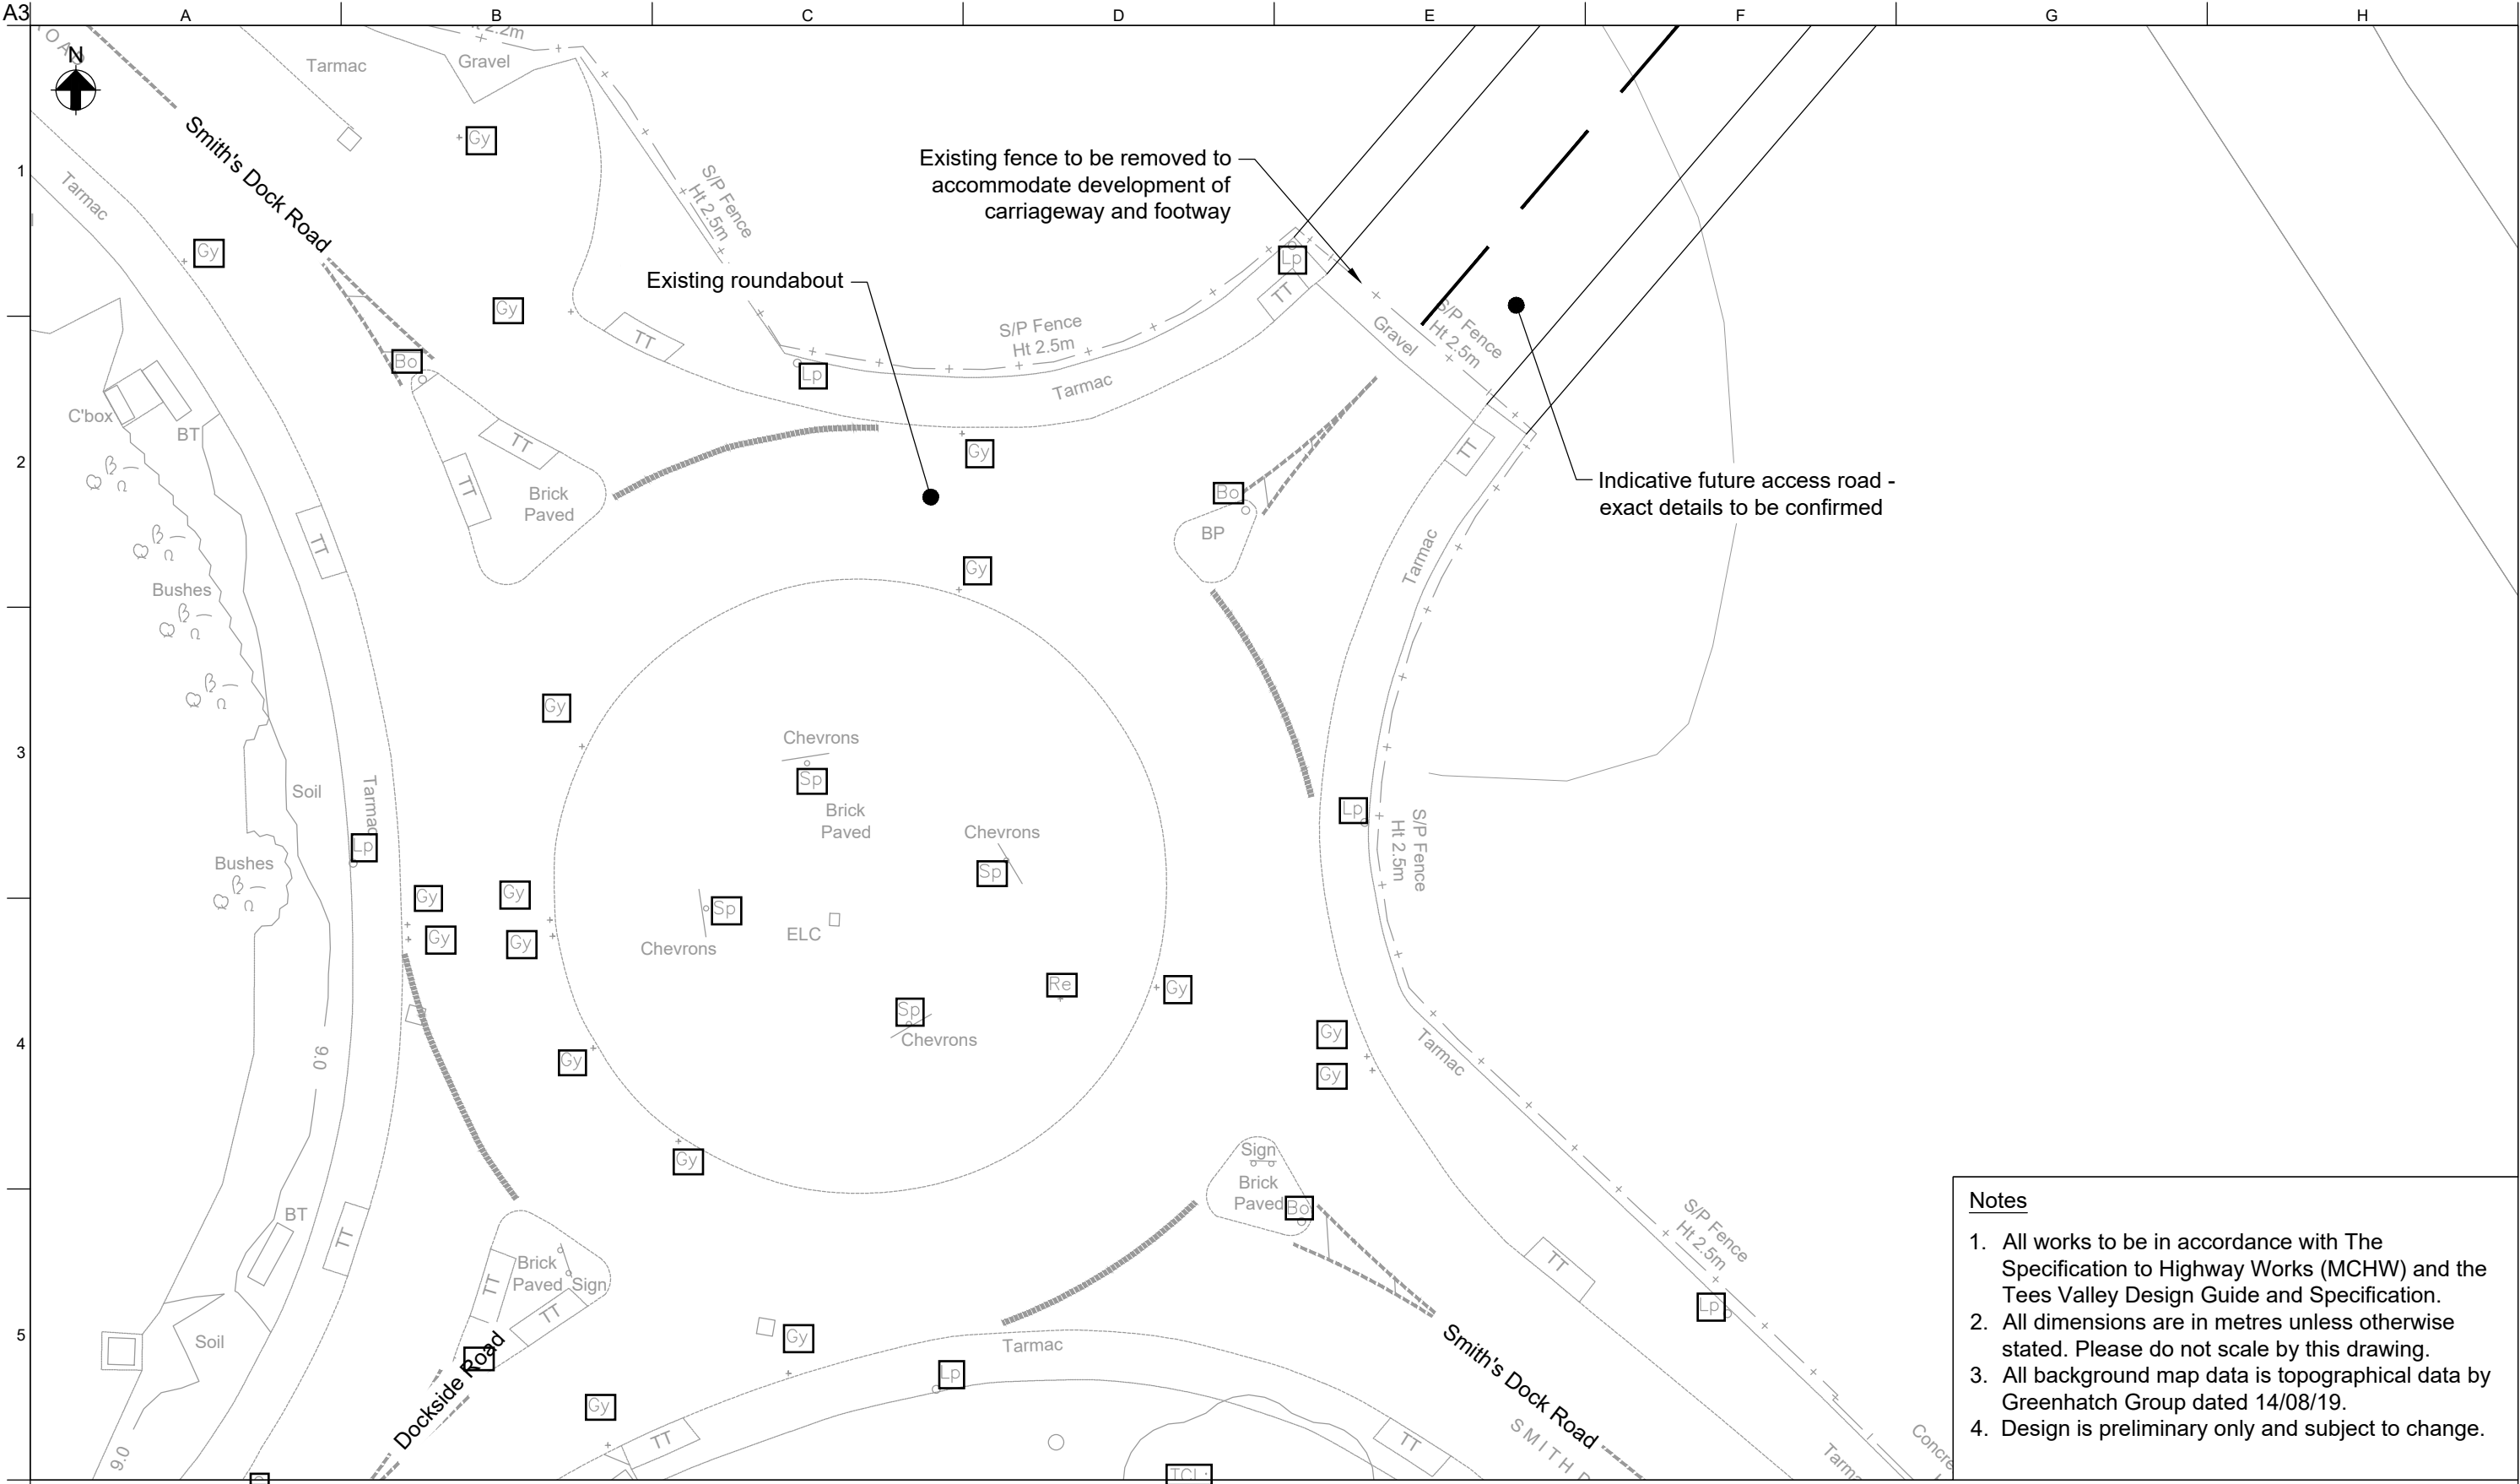 A3
A
B
C
D
E
F
G
H
N
2.2m
Gravel
Tarmac
Smith's Dock Road
Tarmac
Gy
Gy
Gy
S/P Fence
Ht 2.5m
Existing fence to be removed to
accommodate development of
carriageway and footway
1
Existing roundabout
Lp
TT
S/P Fence
Ht 2.5m
Gravel
S/P Fence
Ht 2.5m
TT
Bo
Lp
Tarmac
C'box
BT
TT
TT
Brick
Paved
Gy
Bo
BP
TT
Indicative future access road -
exact details to be confirmed
2
TT
Tarmac
Gy
Bushes
Gy
Chevrons
Sp
Brick
Paved
Chevrons
Sp
3
Soil
Tarmac
Lp
Lp
S/P Fence
Ht 2.5m
Bushes
Gy
Gy
Gy
Gy
Sp
Chevrons
ELC
Re
Gy
Sp
Chevrons
4
9.0
Gy
Gy
Gy
Tarmac
Gy
Sign
Brick
Paved
Bo
BT
TT
S/P Fence
Ht 2.5m
Brick
Paved
Sign
TT
TT
TT
Lp
5
Soil
Dockside Road
Gy
Tarmac
Lp
Gy
Smith's Dock Road
9.0
TT
TT
SMITH
Tarma
Concre
TCL:
Notes
1. All works to be in accordance with The
Specification to Highway Works (MCHW) and the
Tees Valley Design Guide and Specification.
2. All dimensions are in metres unless otherwise
stated. Please do not scale by this drawing.
3. All background map data is topographical data by
Greenhatch Group dated 14/08/19.
4. Design is preliminary only and subject to change.